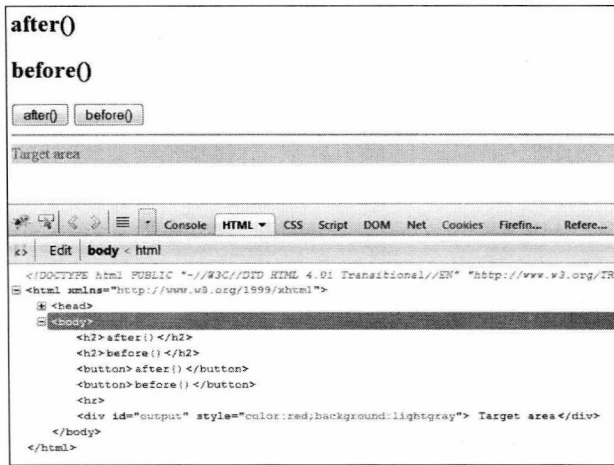 after()
before()
after() before()
Target area
Console HTML CSS Script DOM Net Cookies Firefin... Refere...
Edit body < html
<!DOCTYPE html PUBLIC "-//W3C//DTD HTML 4.01 Transitional//EN" "http://www.w3.org/TR
<html xmlns="http://www.w3.org/1999/xhtml">
<head>
<body>
<h2>after()</h2>
<h2>before()</h2>
<button>after()</button>
<button>before()</button>
<hr>
<div id="output" style="color:red;background:lightgray"> Target area</div>
</body>
</html>